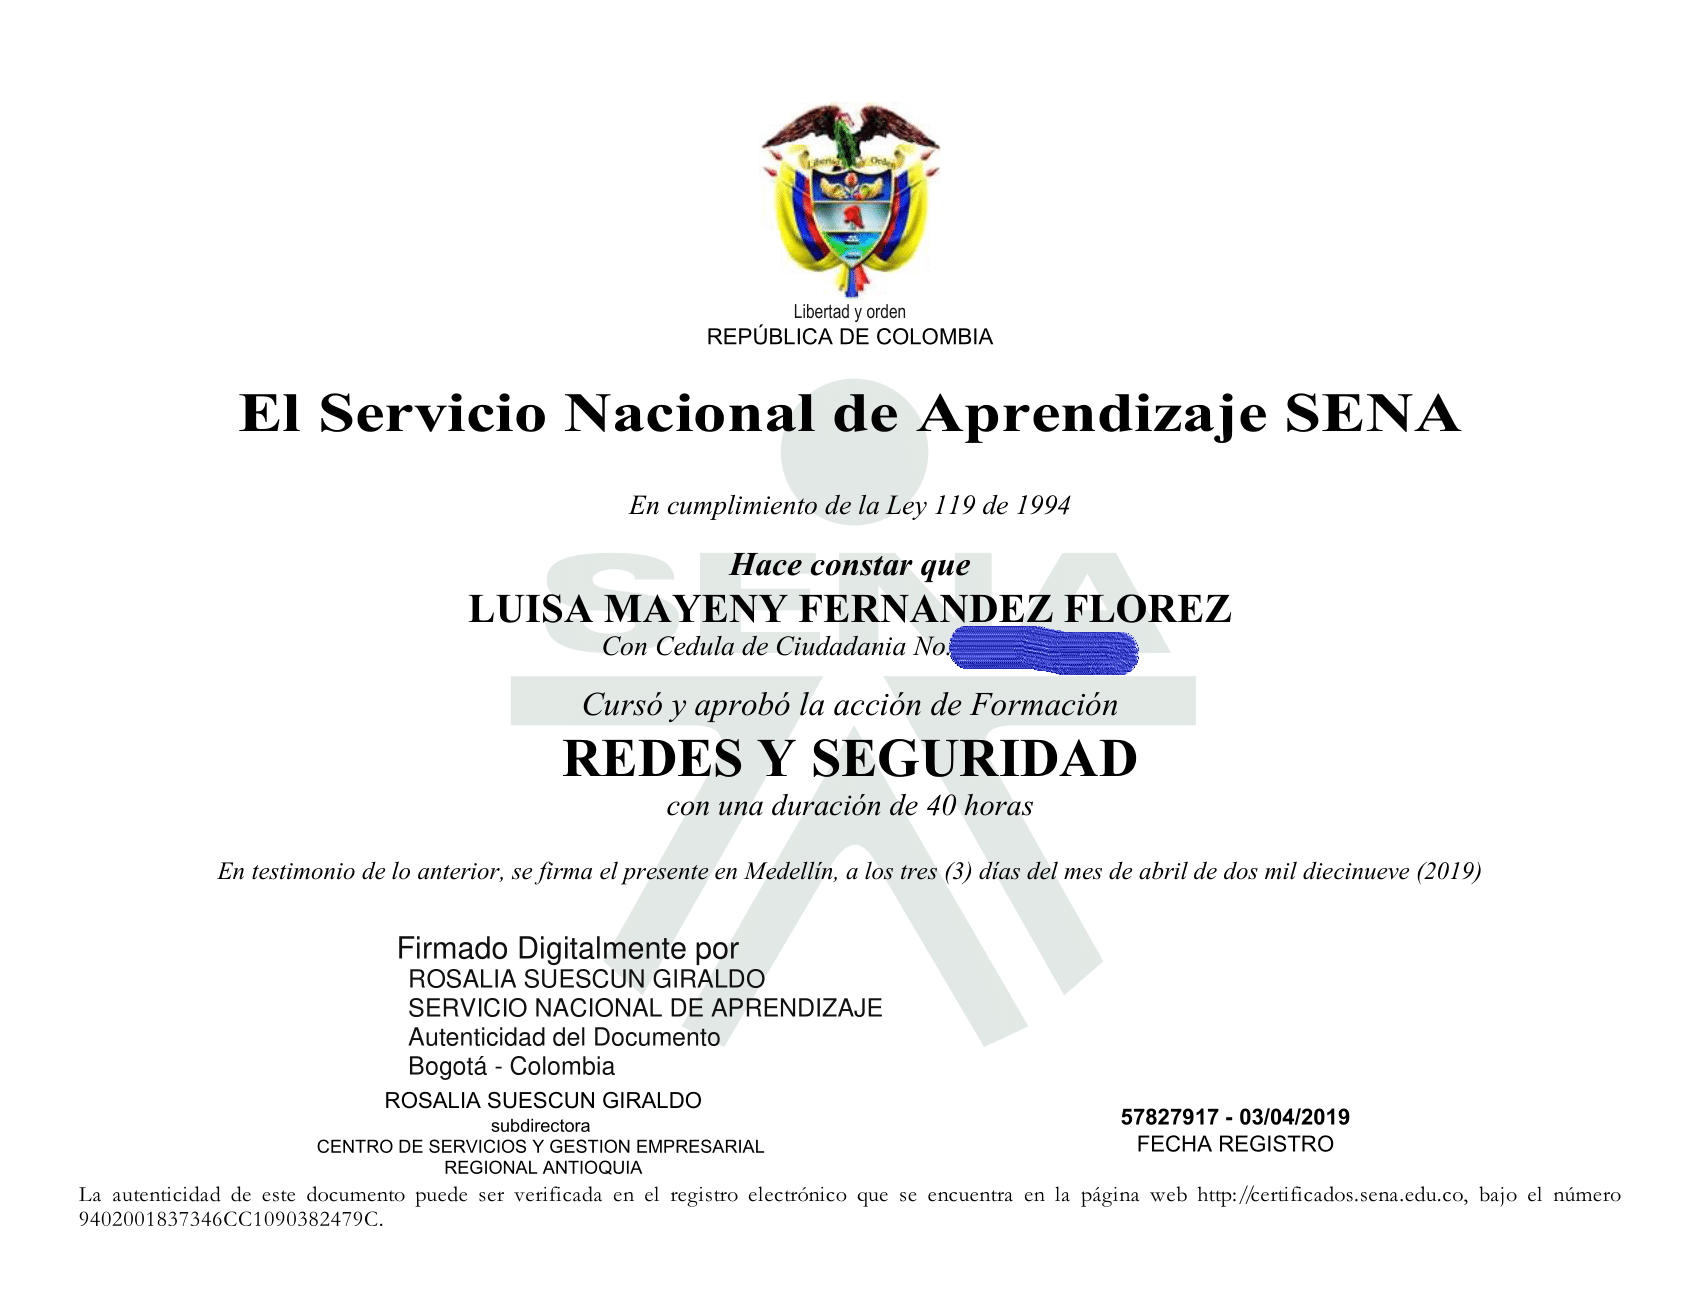 Libertad y Orden
Libertad y orden
REPÚBLICA DE COLOMBIA
El Servicio Nacional de Aprendizaje SENA
En cumplimiento de la Ley 119 de 1994
SENA
Hace constar que
LUISA MAYENY FERNANDEZ FLOREZ
Con Cedula de Ciudadania No.
Cursó y aprobó la acción de Formación
REDES Y SEGURIDAD
con una duración de 40 horas
En testimonio de lo anterior, se firma el presente en Medellín, a los tres (3) días del mes de abril de dos mil diecinueve (2019)
Firmado Digitalmente por
ROSALIA SUESCUN GIRALDO
SERVICIO NACIONAL DE APRENDIZAJE
Autenticidad del Documento
Bogotá - Colombia
ROSALIA SUESCUN GIRALDO
subdirectora
CENTRO DE SERVICIOS Y GESTION EMPRESARIAL
REGIONAL ANTIOQUIA
57827917 - 03/04/2019
FECHA REGISTRO
La autenticidad de este documento puede ser verificada en el registro electrónico que se encuentra en la página web http://certificados.sena.edu.co, bajo el número
9402001837346CC1090382479C.